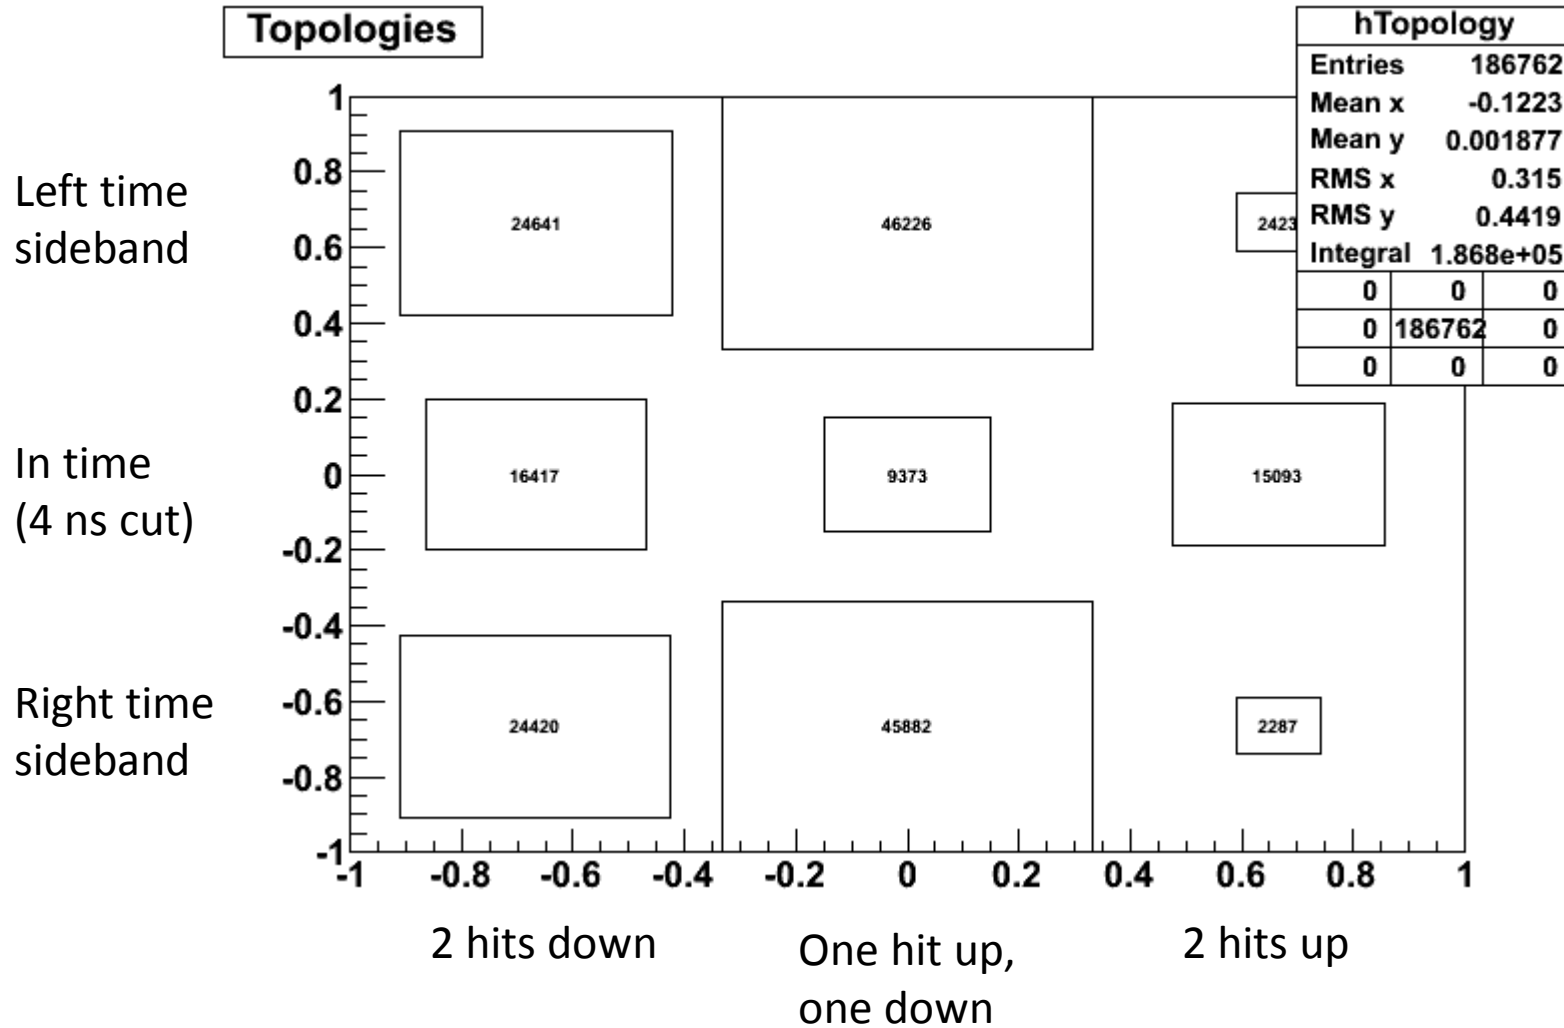 Topologies
hTopology
Entries 186762
Mean x -0.1223
Mean y 0.001877
RMS x 0.315
RMS y 0.4419
Integral 1.868e+05
0 0 0
0 186762 0
0 0 0
1
0.8
0.6
0.4
0.2
0
-0.2
-0.4
-0.6
-0.8
-1
Left time
sideband
24641 46226 2423
In time
(4 ns cut)
16417 9373 15093
Right time
sideband
24420 45882 2287
-1 -0.8 -0.6 -0.4 -0.2 0 0.2 0.4 0.6 0.8 1
2 hits down
One hit up,
one down
2 hits up